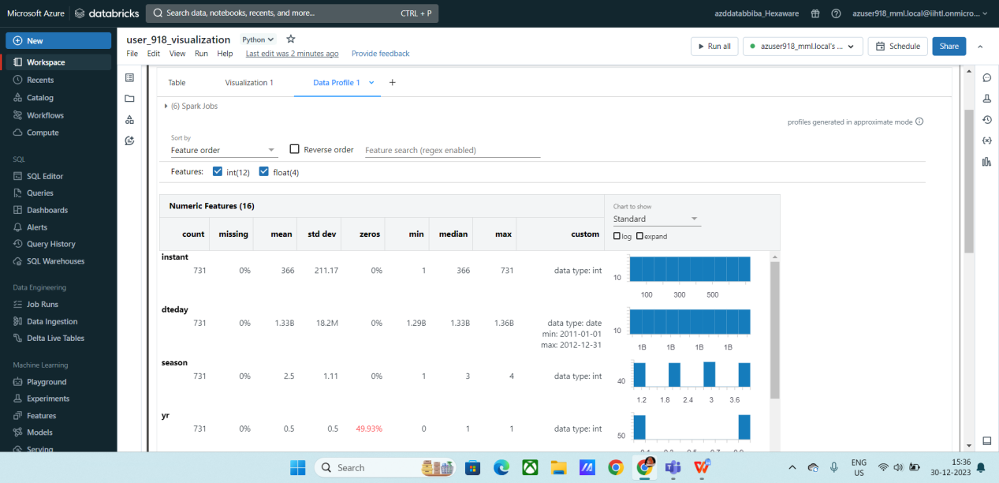 Microsoft Azure databricks Search data, notebooks, recents, and more... CTRL + P azddatabbiba_Hexaware azuser918_mml.local@iihtl.onmicro...
New
Workspace
Recents
Catalog
Workflows
Compute
SQL
SQL Editor
Queries
Dashboards
Alerts
Query History
SQL Warehouses
Data Engineering
Job Runs
Data Ingestion
Delta Live Tables
Machine Learning
Playground
Experiments
Features
Models
Serving
user_918_visualization Python
File Edit View Run Help Last edit was 2 minutes ago Provide feedback
Run all azuser918_mml.local's ... Schedule Share
Table Visualization 1 Data Profile 1 +
(6) Spark Jobs
profiles generated in approximate mode
Sort by
Feature order Reverse order Feature search (regex enabled)
Features: int(12) float(4)
Numeric Features (16) Chart to show
Standard
log expand
count missing mean std dev zeros min median max custom
instant
731 0% 366 211.17 0% 1 366 731 data type: int
10
100 300 500
dteday
731 0% 1.33B 18.2M 0% 1.29B 1.33B 1.36B data type: date
min: 2011-01-01
max: 2012-12-31
10
1B 1B 1B 1B
season
731 0% 2.5 1.11 0% 1 3 4 data type: int
40
1.2 1.8 2.4 3 3.6
yr
731 0% 0.5 0.5 49.93% 0 1 1 data type: int
50
0.1 0.3 0.5 0.7 0.9
Search
ENG
US
15:36
30-12-2023